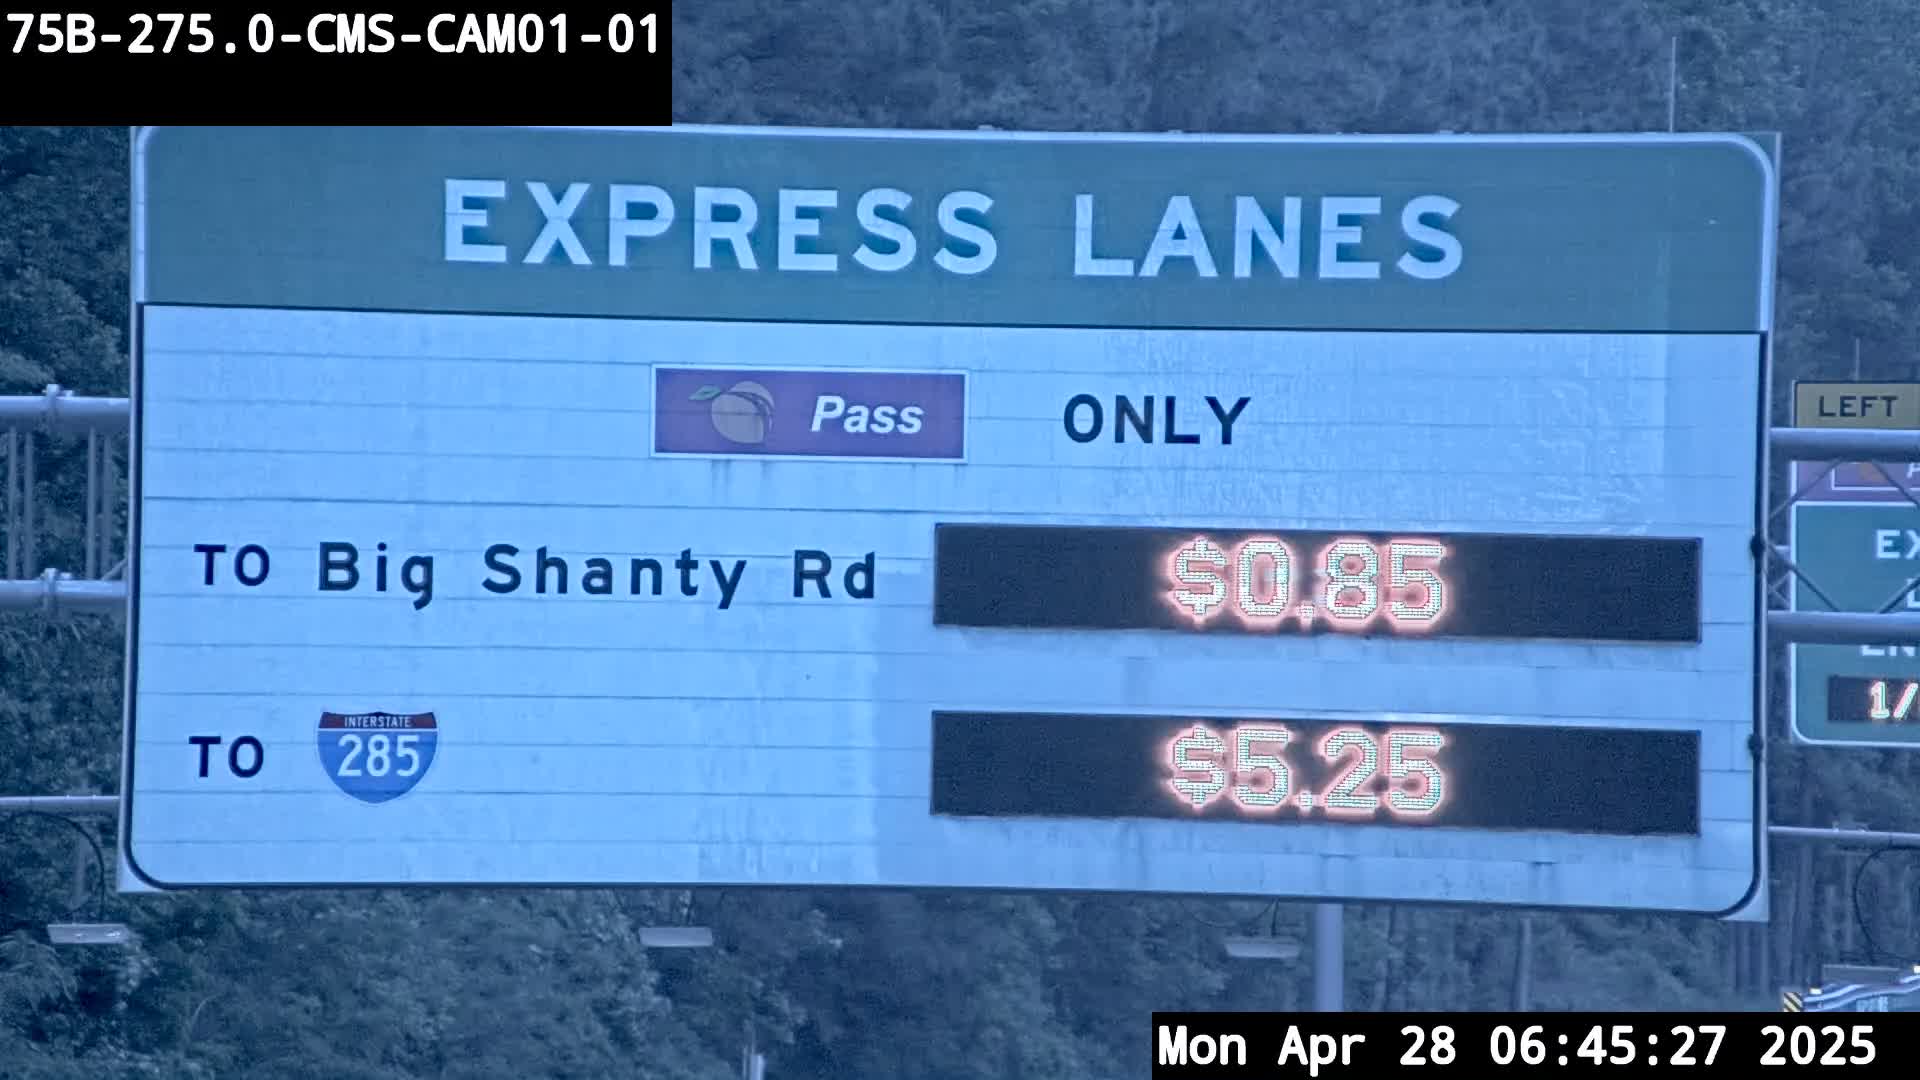 75B-275.0-CMS-CAM01-01
EXPRESS LANES
Pass ONLY
LEFT
TO Big Shanty Rd $0.85
TO INTERSTATE 285 $5.25
1/
Mon Apr 28 06:45:27 2025